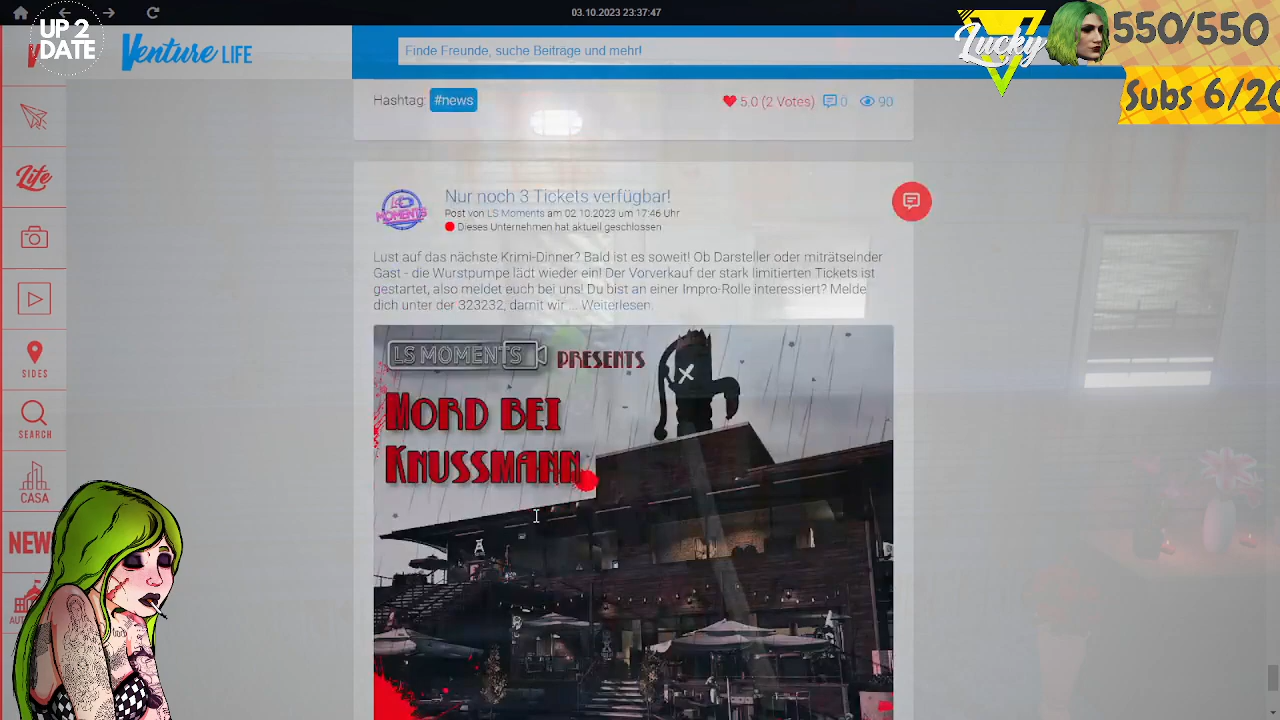 03.10.2023 23:37:47
UP 2
DATE
Venture LIFE
Finde Freunde, suche Beiträge und mehr!
Lucky
550/550
Subs 6/20
Hashtag: #news
5.0 (2 Votes) 0 90
Life
LS MOMENTS
Nur noch 3 Tickets verfügbar!
Post von LS Moments am 02.10.2023 um 17:46 Uhr
Dieses Unternehmen hat aktuell geschlossen
Lust auf das nächste Krimi-Dinner? Bald ist es soweit! Ob Darsteller oder miträtselnder
Gast - die Wurstpumpe lädt wieder ein! Der Vorverkauf der stark limitierten Tickets ist
gestartet, also meldet euch bei uns! Du bist an einer Impro-Rolle interessiert? Melde
dich unter der 323232, damit wir ... Weiterlesen.
SIDES
SEARCH
CASA
NEW
LS MOMENTS PRESENTS
MORD BEI
KNUSSMANN